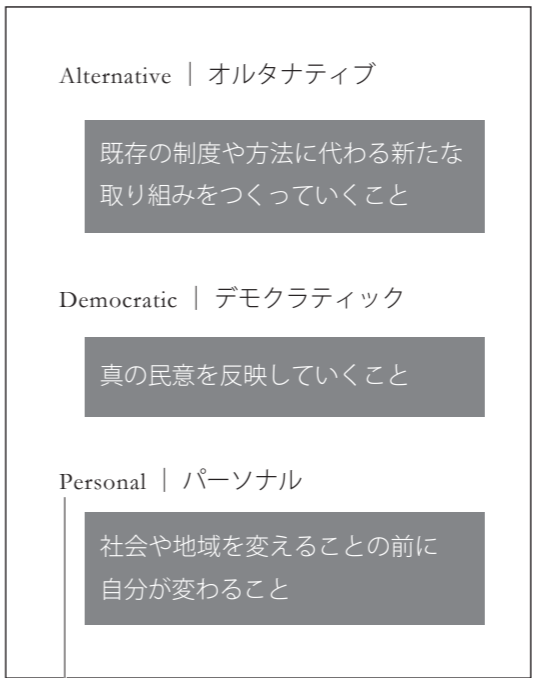 Alternative｜オルタナティブ
既存の制度や方法に代わる新たな
取り組みをつくっていくこと
Democratic｜デモクラティック
真の民意を反映していくこと
Personal｜パーソナル
社会や地域を変えることの前に
自分が変わること